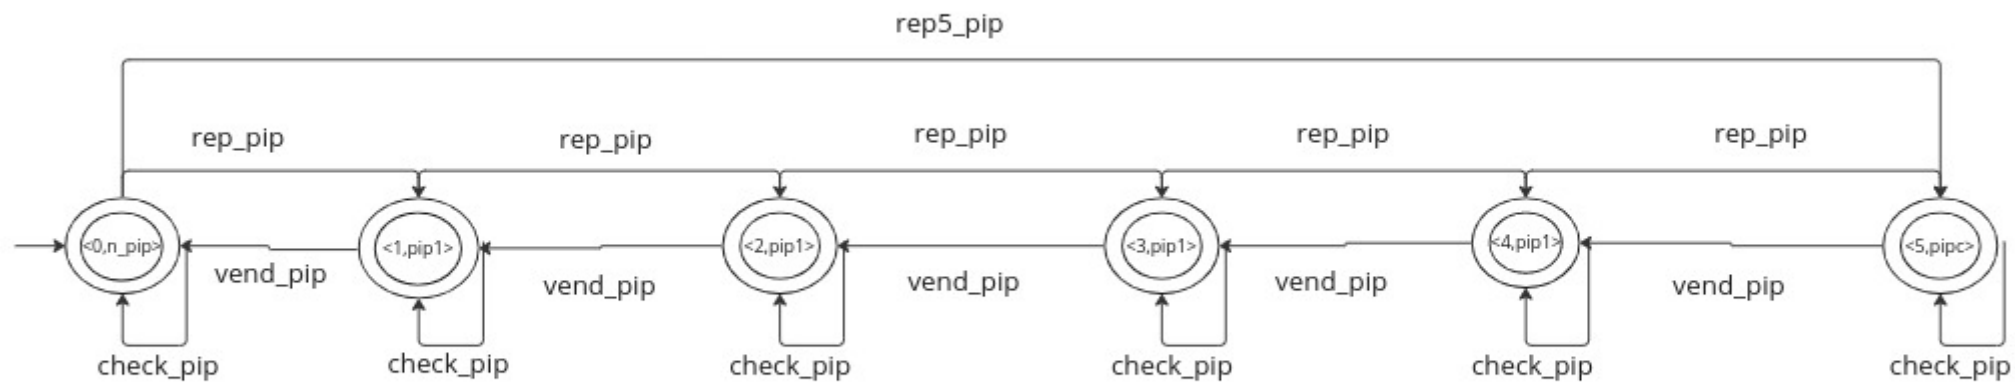 rep5_pip
rep_pip rep_pip rep_pip rep_pip rep_pip
<0,n_pip> <1,pip1> <2,pip1> <3,pip1> <4,pip1> <5,pipc>
vend_pip vend_pip vend_pip vend_pip vend_pip
check_pip check_pip check_pip check_pip check_pip check_pip